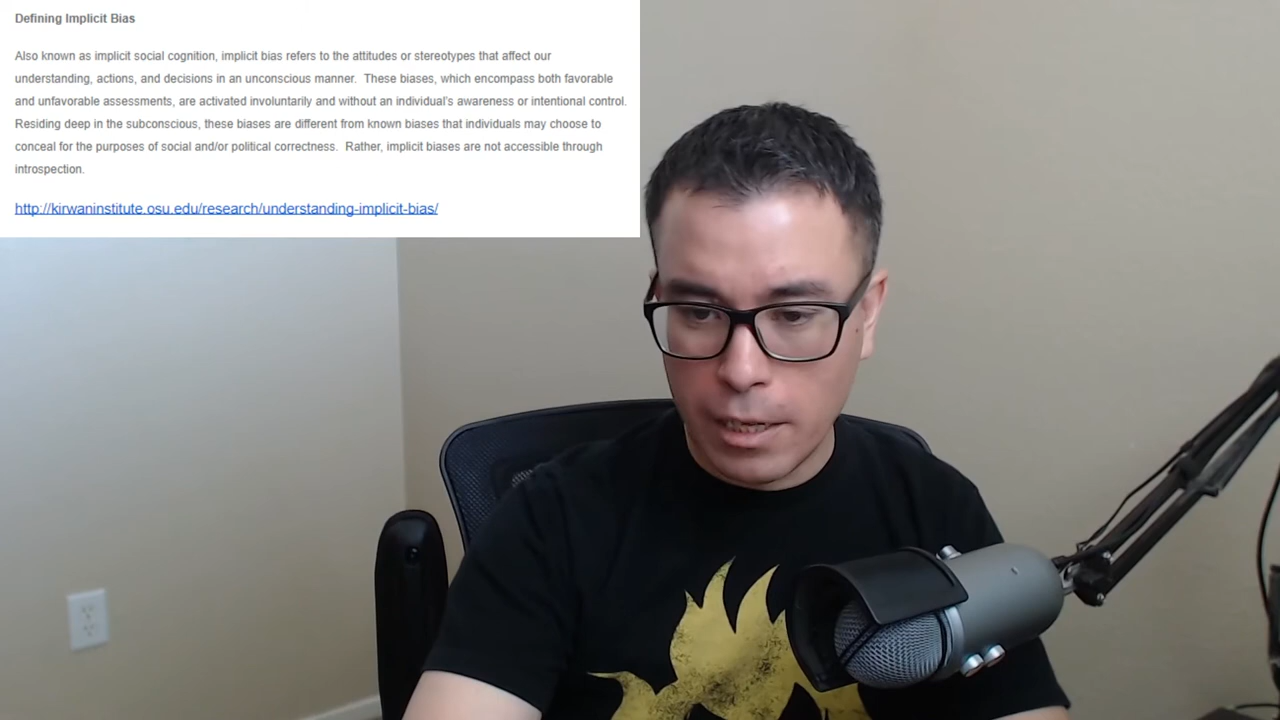 Defining Implicit Bias
Also known as implicit social cognition, implicit bias refers to the attitudes or stereotypes that affect our
understanding, actions, and decisions in an unconscious manner.  These biases, which encompass both favorable
and unfavorable assessments, are activated involuntarily and without an individual's awareness or intentional control.
Residing deep in the subconscious, these biases are different from known biases that individuals may choose to
conceal for the purposes of social and/or political correctness.  Rather, implicit biases are not accessible through
introspection.
http://kirwaninstitute.osu.edu/research/understanding-implicit-bias/